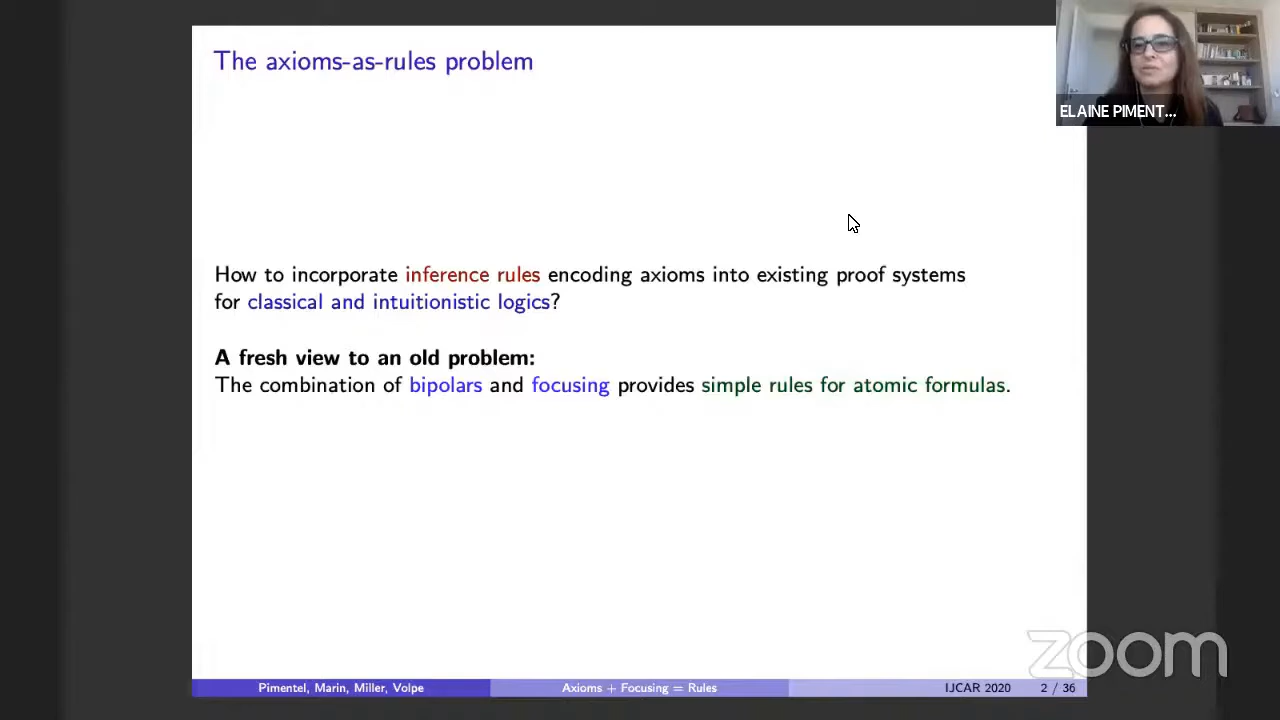 The axioms-as-rules problem
ELAINE PIMENT...
How to incorporate inference rules encoding axioms into existing proof systems
for classical and intuitionistic logics?
A fresh view to an old problem:
The combination of bipolars and focusing provides simple rules for atomic formulas.
zoom
Pimentel, Marin, Miller, Volpe
Axioms + Focusing = Rules
IJCAR 2020
2 / 36